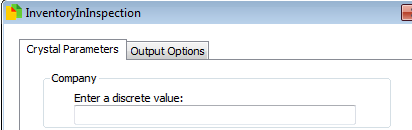 InventoryInInspection
Crystal Parameters Output Options
Company
Enter a discrete value: